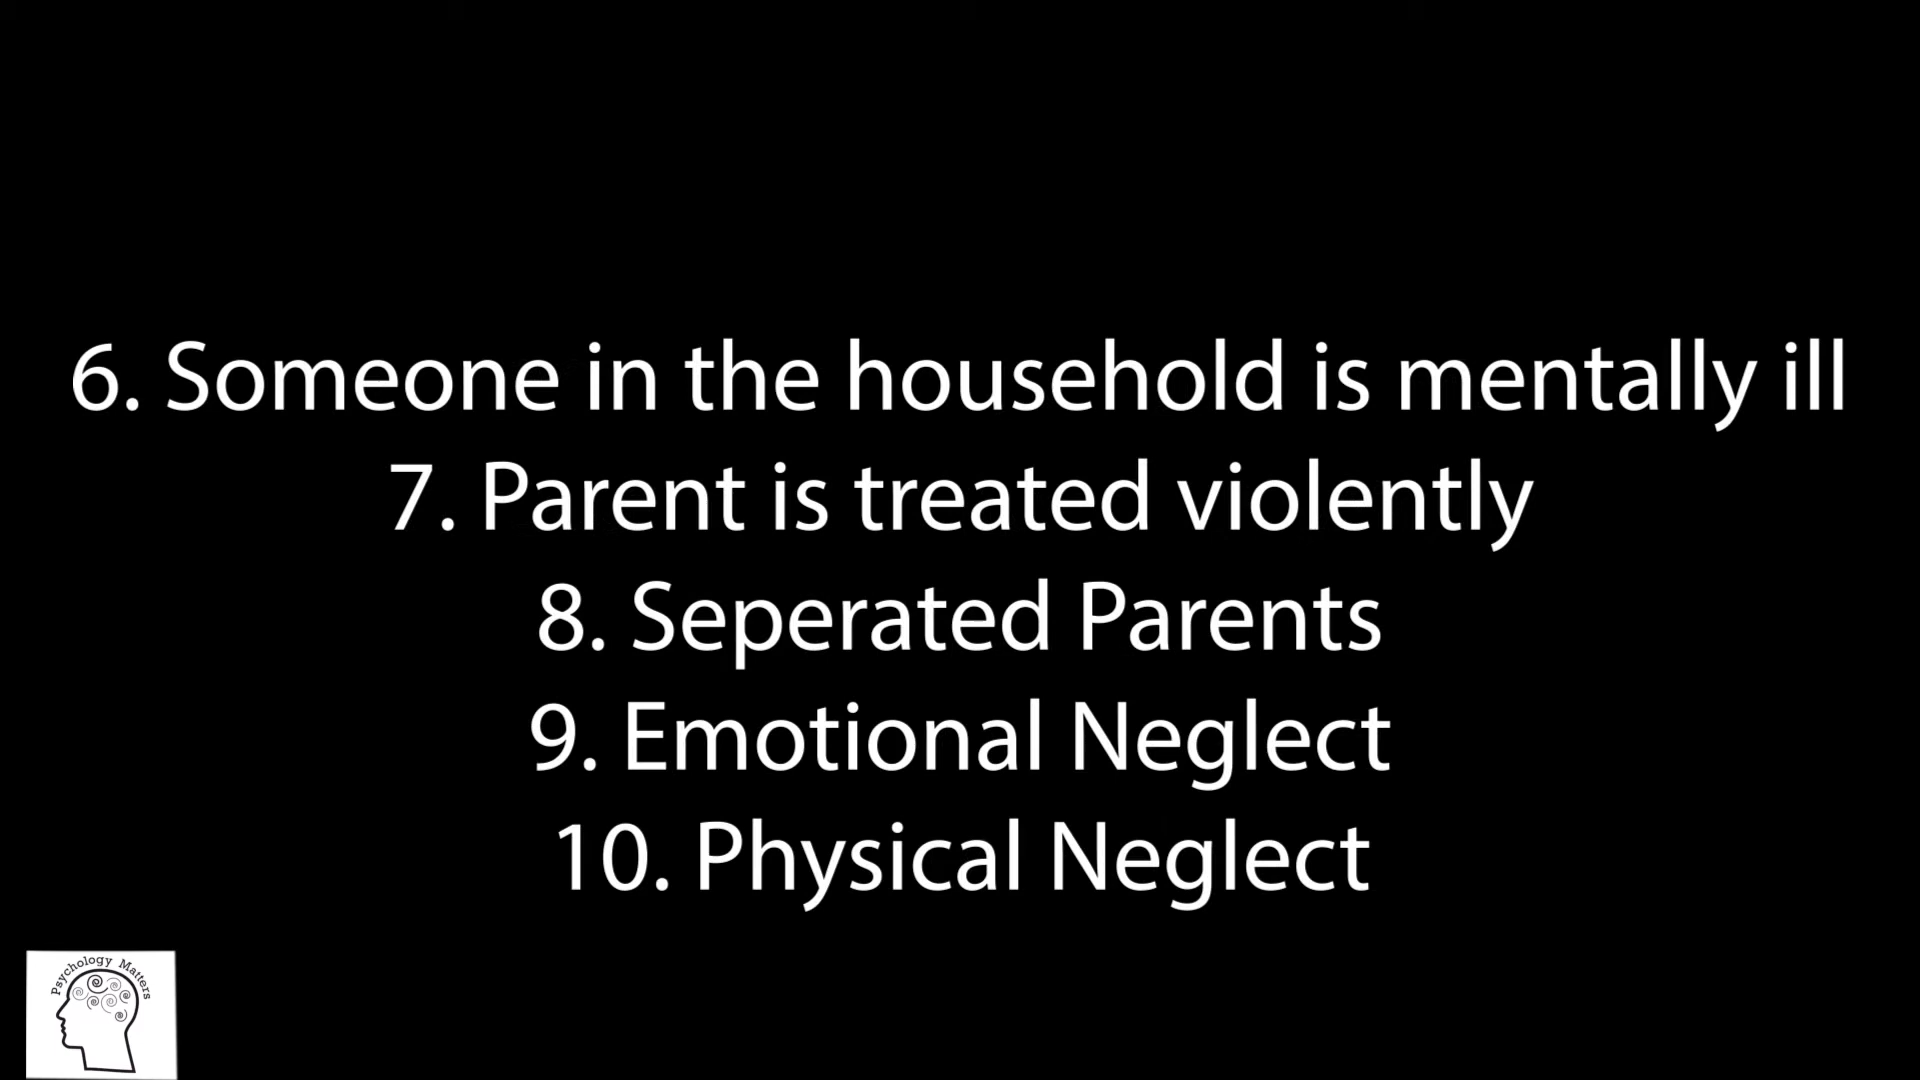 6. Someone in the household is mentally ill
7. Parent is treated violently
8. Seperated Parents
9. Emotional Neglect
10. Physical Neglect
Psychology Matters